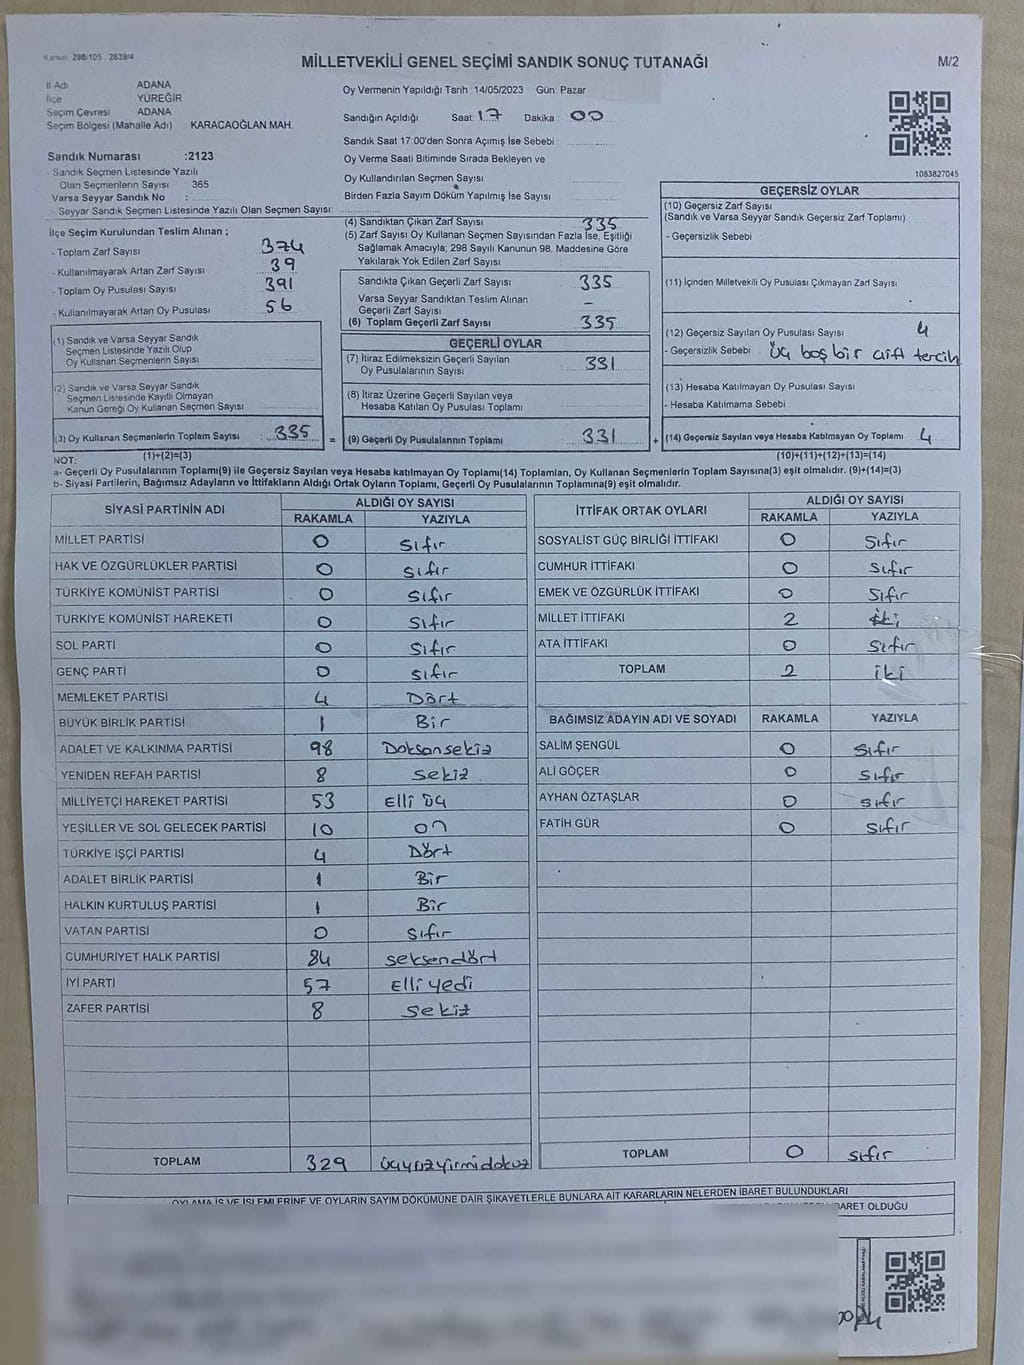 Kanun: 298/105 2839/4
MİLLETVEKİLİ GENEL SEÇİMİ SANDIK SONUÇ TUTANAĞI
M/2
İl Adı ADANA
İlçe YÜREĞİR
Seçim Çevresi ADANA
Seçim Bölgesi (Mahalle Adı) KARACAOĞLAN MAH.
Sandık Numarası :2123
- Sandık Seçmen Listesinde Yazılı
Olan Seçmenlerin Sayısı : 365
Varsa Seyyar Sandık No :
- Seyyar Sandık Seçmen Listesinde Yazılı Olan Seçmen Sayısı:
İlçe Seçim Kurulundan Teslim Alınan ;
- Toplam Zarf Sayısı 374
- Kullanılmayarak Artan Zarf Sayısı 39
- Toplam Oy Pusulası Sayısı 391
- Kullanılmayarak Artan Oy Pusulası 56
(1) Sandık ve Varsa Seyyar Sandık
Seçmen Listesinde Yazılı Olup
Oy Kullanan Seçmenlerin Sayısı
(2) Sandık ve Varsa Seyyar Sandık
Seçmen Listesinde Kayıtlı Olmayan
Kanun Gereği Oy Kullanan Seçmen Sayısı
(3) Oy Kullanan Seçmenlerin Toplam Sayısı : 335 =
(1)+(2)=(3)
Oy Vermenin Yapıldığı Tarih :14/05/2023 Gün: Pazar
Sandığın Açıldığı Saat: 17 Dakika : 00
Sandık Saat 17:00'den Sonra Açımış İse Sebebi :
Oy Verme Saati Bitiminde Sırada Bekleyen ve
Oy Kullandırılan Seçmen Sayısı
Birden Fazla Sayım Döküm Yapılmış İse Sayısı
(4) Sandıktan Çıkan Zarf Sayısı 335
(5) Zarf Sayısı Oy Kullanan Seçmen Sayısından Fazla İse, Eşitliği
Sağlamak Amacıyla; 298 Sayılı Kanunun 98. Maddesine Göre
Yakılarak Yok Edilen Zarf Sayısı
Sandıkta Çıkan Geçerli Zarf Sayısı 335
Varsa Seyyar Sandıktan Teslim Alınan
Geçerli Zarf Sayısı –
(6) Toplam Geçerli Zarf Sayısı 335
GEÇERLİ OYLAR
(7) İtiraz Edilmeksizin Geçerli Sayılan
Oy Pusulalarının Sayısı 331
(8) İtiraz Üzerine Geçerli Sayılan veya
Hesaba Katılan Oy Pusulası Toplamı
(9) Geçerli Oy Pusulalarının Toplamı 331 +
1083827045
GEÇERSİZ OYLAR
(10) Geçersiz Zarf Sayısı
(Sandık ve Varsa Seyyar Sandık Geçersiz Zarf Toplamı)
- Geçersizlik Sebebi
(11) İçinden Milletvekili Oy Pusulası Çıkmayan Zarf Sayısı
(12) Geçersiz Sayılan Oy Pusulası Sayısı 4
- Geçersizlik Sebebi Üç boş bir çift tercih
(13) Hesaba Katılmayan Oy Pusulası Sayısı
- Hesaba Katılmama Sebebi
(14) Geçersiz Sayılan veya Hesaba Katılmayan Oy Toplamı 4
(10)+(11)+(12)+(13)=(14)
NOT:
a- Geçerli Oy Pusulalarının Toplamı(9) ile Geçersiz Sayılan veya Hesaba katılmayan Oy Toplamı(14) Toplamları, Oy Kullanan Seçmenlerin Toplam Sayısına(3) eşit olmalıdır. (9)+(14)=(3)
b- Siyasi Partilerin, Bağımsız Adayların ve İttifakların Aldığı Ortak Oyların Toplamı, Geçerli Oy Pusulalarının Toplamına(9) eşit olmalıdır.
SİYASİ PARTİNİN ADI ALDIĞI OY SAYISI
RAKAMLA YAZIYLA
MİLLET PARTİSİ 0 sıfır
HAK VE ÖZGÜRLÜKLER PARTİSİ 0 sıfır
TÜRKİYE KOMÜNİST PARTİSİ 0 sıfır
TÜRKİYE KOMÜNİST HAREKETİ 0 sıfır
SOL PARTİ 0 sıfır
GENÇ PARTİ 0 sıfır
MEMLEKET PARTİSİ 4 Dört
BÜYÜK BİRLİK PARTİSİ 1 Bir
ADALET VE KALKINMA PARTİSİ 98 Doksansekiz
YENİDEN REFAH PARTİSİ 8 sekiz
MİLLİYETÇİ HAREKET PARTİSİ 53 Elli üç
YEŞİLLER VE SOL GELECEK PARTİSİ 10 on
TÜRKİYE İŞÇİ PARTİSİ 4 Dört
ADALET BİRLİK PARTİSİ 1 Bir
HALKIN KURTULUŞ PARTİSİ 1 Bir
VATAN PARTİSİ 0 sıfır
CUMHURİYET HALK PARTİSİ 84 seksendört
İYİ PARTİ 57 Elli yedi
ZAFER PARTİSİ 8 sekiz
TOPLAM 329 üçyüzyirmidokuz
İTTİFAK ORTAK OYLARI ALDIĞI OY SAYISI
RAKAMLA YAZIYLA
SOSYALİST GÜÇ BİRLİĞİ İTTİFAKI 0 sıfır
CUMHUR İTTİFAKI 0 sıfır
EMEK VE ÖZGÜRLÜK İTTİFAKI 0 sıfır
MİLLET İTTİFAKI 2 iki
ATA İTTİFAKI 0 sıfır
TOPLAM 2 iki
BAĞIMSIZ ADAYIN ADI VE SOYADI RAKAMLA YAZIYLA
SALİM ŞENGÜL 0 sıfır
ALİ GÖÇER 0 sıfır
AYHAN ÖZTAŞLAR 0 sıfır
FATİH GÜR 0 sıfır
TOPLAM 0 sıfır
OYLAMA İŞ VE İŞLEMLERİNE VE OYLARIN SAYIM DÖKÜMÜNE DAİR ŞİKAYETLERLE BUNLARA AİT KARARLARIN NELERDEN İBARET BULUNDUKLARI
İBARET OLDUĞU